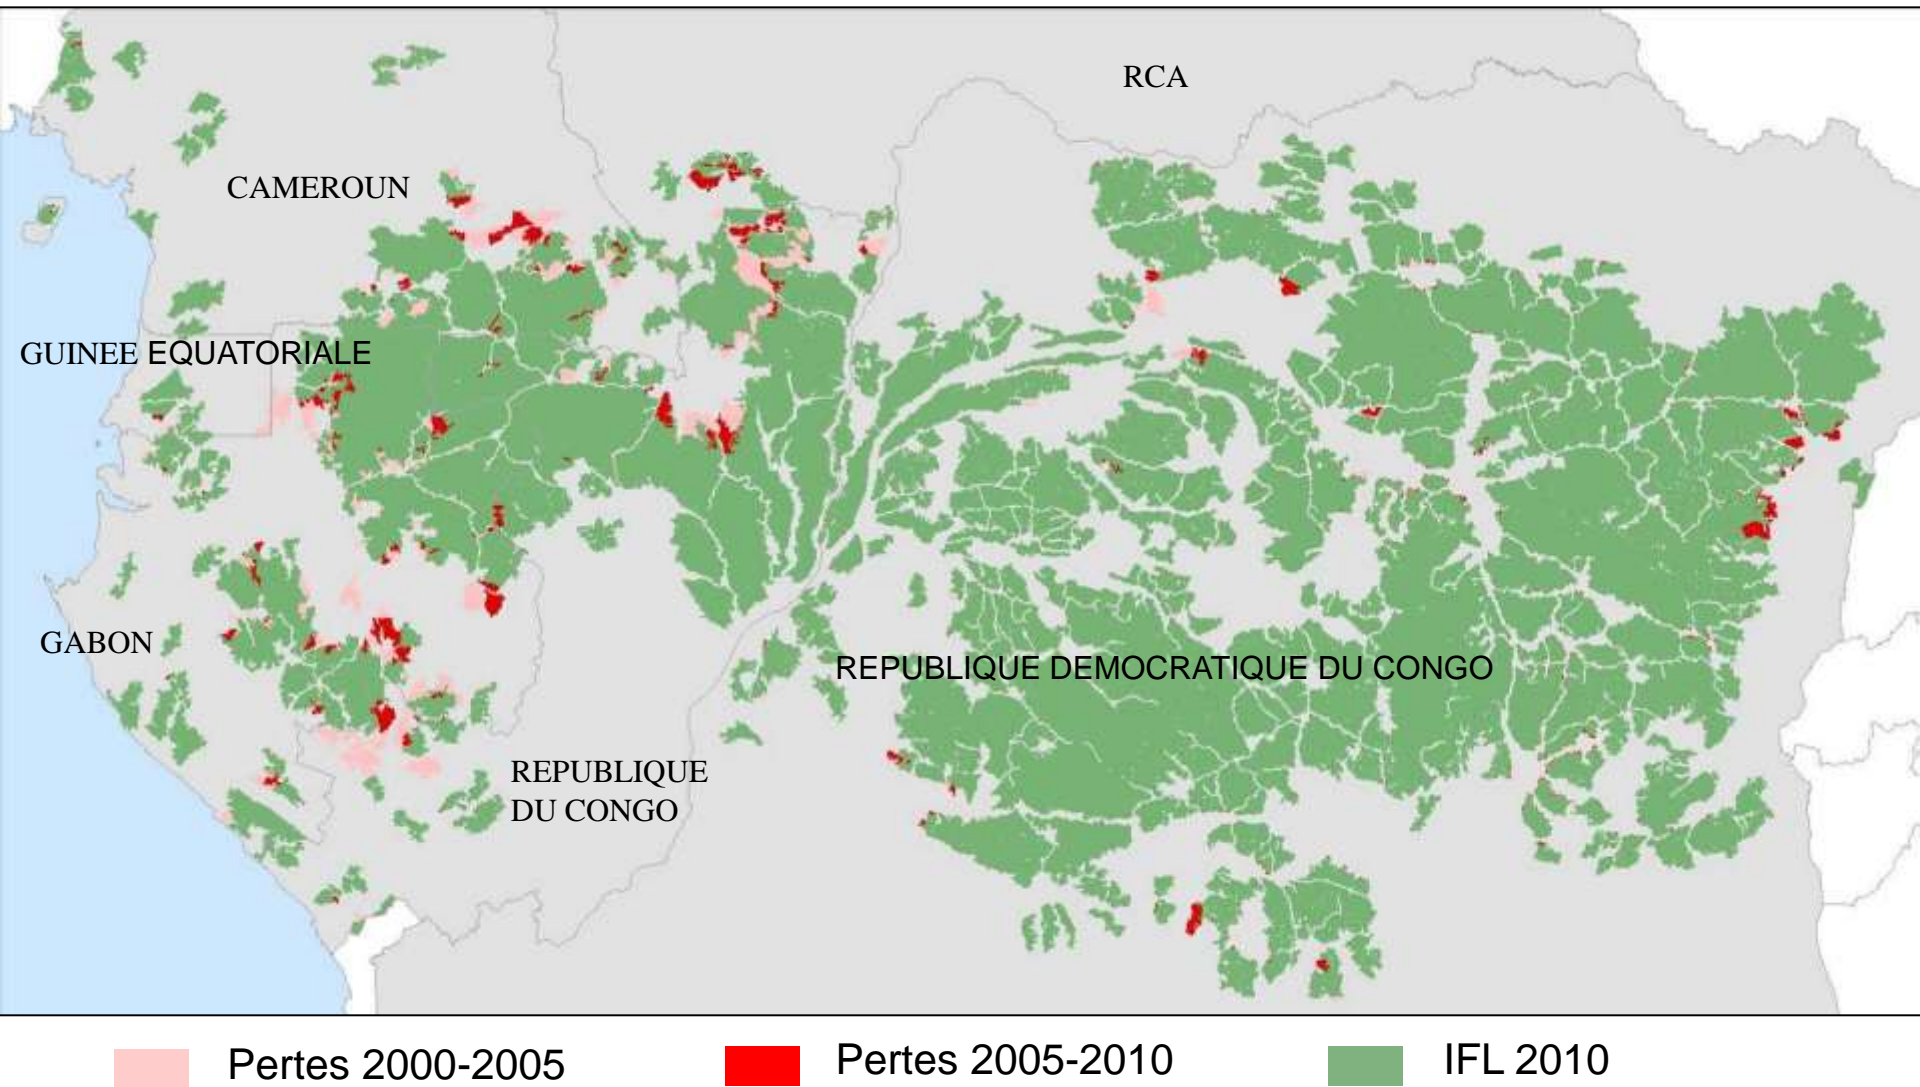 RCA
CAMEROUN
GUINEE EQUATORIALE
GABON
REPUBLIQUE DEMOCRATIQUE DU CONGO
REPUBLIQUE
DU CONGO
Pertes 2000-2005
Pertes 2005-2010
IFL 2010